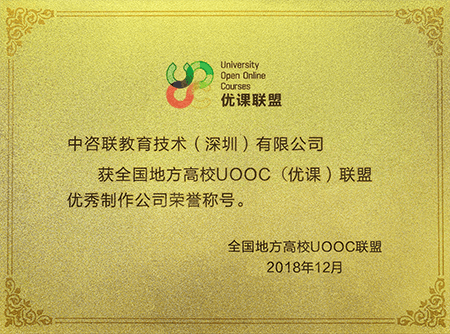 University
Open Online
Courses
优课联盟
中咨联教育技术（深圳）有限公司
获全国地方高校UOOC（优课）联盟
优秀制作公司荣誉称号。
全国地方高校UOOC联盟
2018年12月